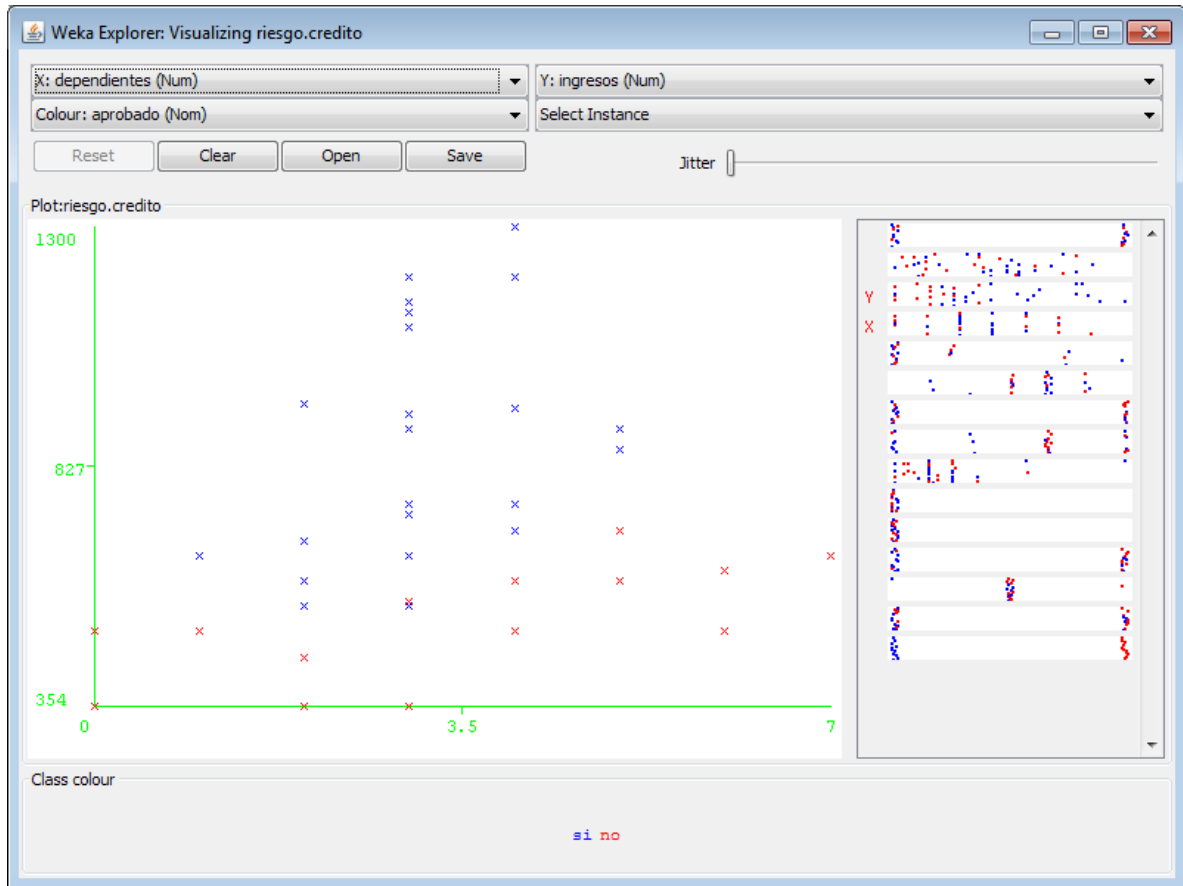 Weka Explorer: Visualizing riesgo.credito
X: dependientes (Num) Y: ingresos (Num)
Colour: aprobado (Nom) Select Instance
Reset Clear Open Save Jitter
Plot:riesgo.credito
1300
827
354
0 3.5 7
Y
X
Class colour
si no